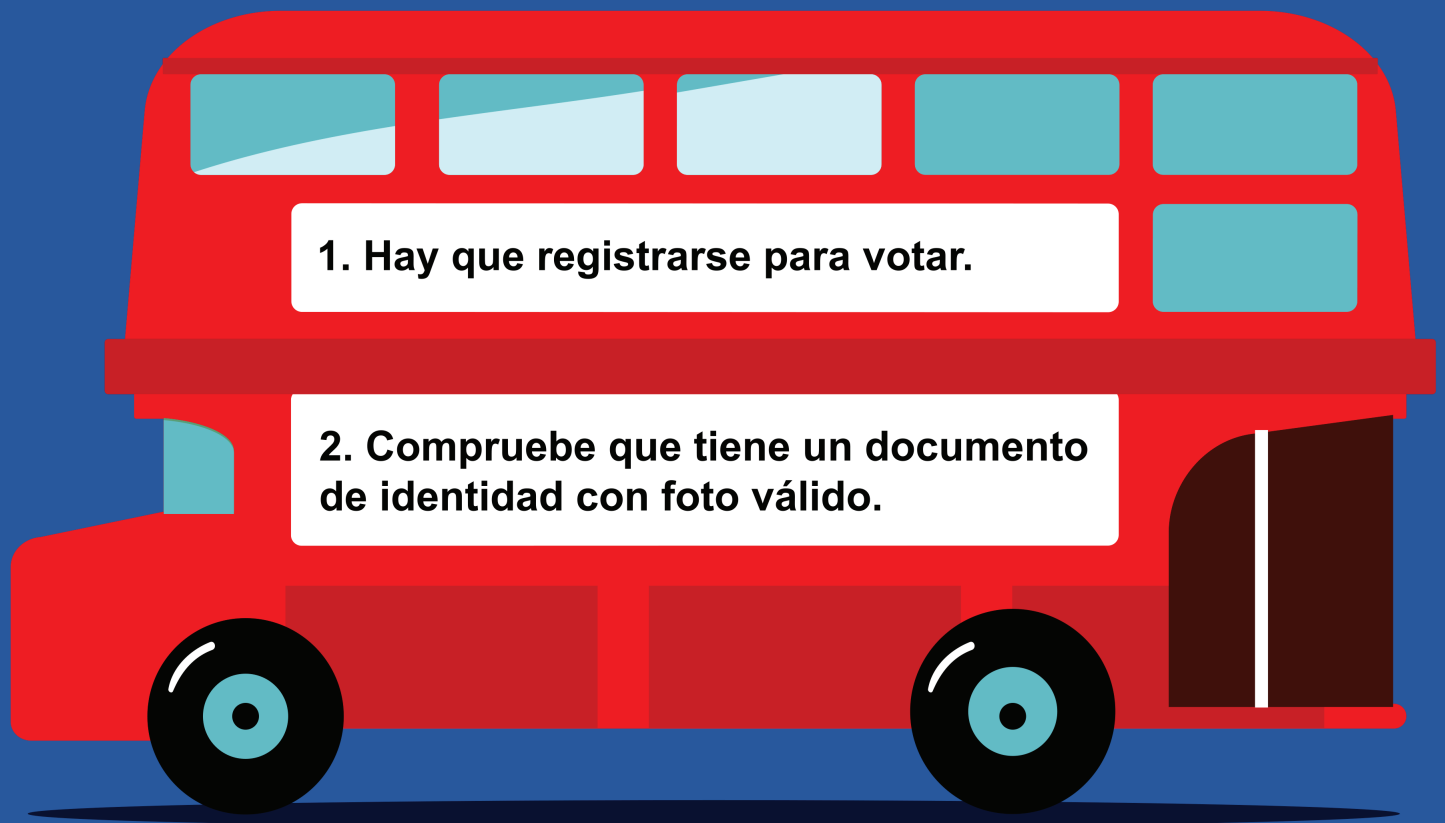 1. Hay que registrarse para votar.
2. Compruebe que tiene un documento
de identidad con foto válido.